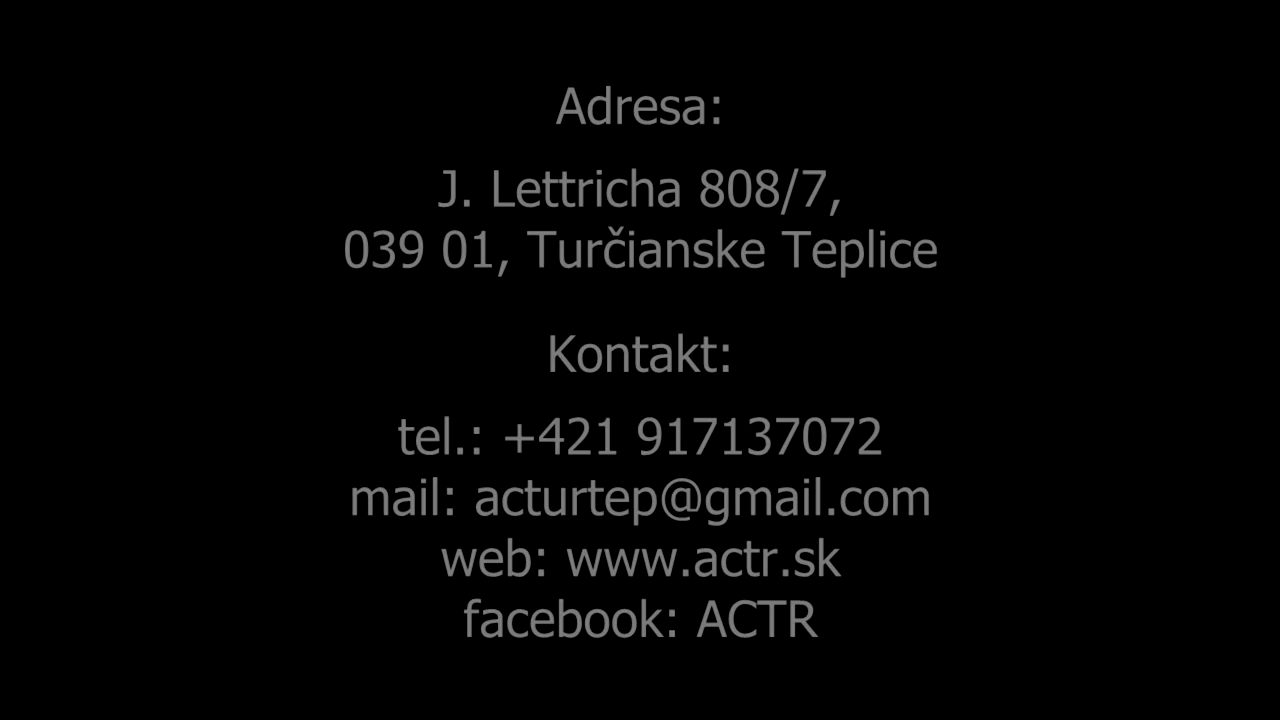 Adresa:
J. Lettricha 808/7,
039 01, Turčianske Teplice
Kontakt:
tel.: +421 917137072
mail: acturtep@gmail.com
web: www.actr.sk
facebook: ACTR